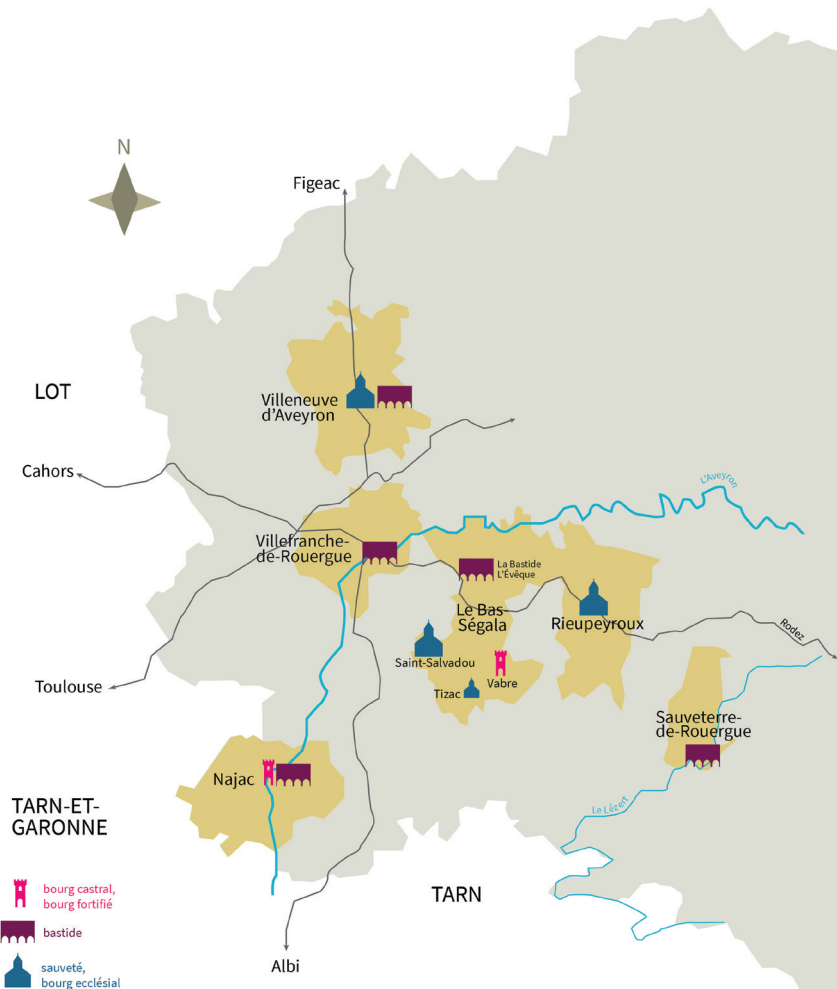 N
Figeac
LOT
Villeneuve
d'Aveyron
Cahors
L'Aveyron
Villefranche-
de-Rouergue
La Bastide
L'Évêque
Le Bas-
Ségala
Rieupeyroux
Rodez
Saint-Salvadou
Vabre
Tizac
Toulouse
Sauveterre-
de-Rouergue
Najac
Le Lézert
TARN-ET-
GARONNE
TARN
bourg castral,
bourg fortifié
bastide
Albi
sauveté,
bourg ecclésial